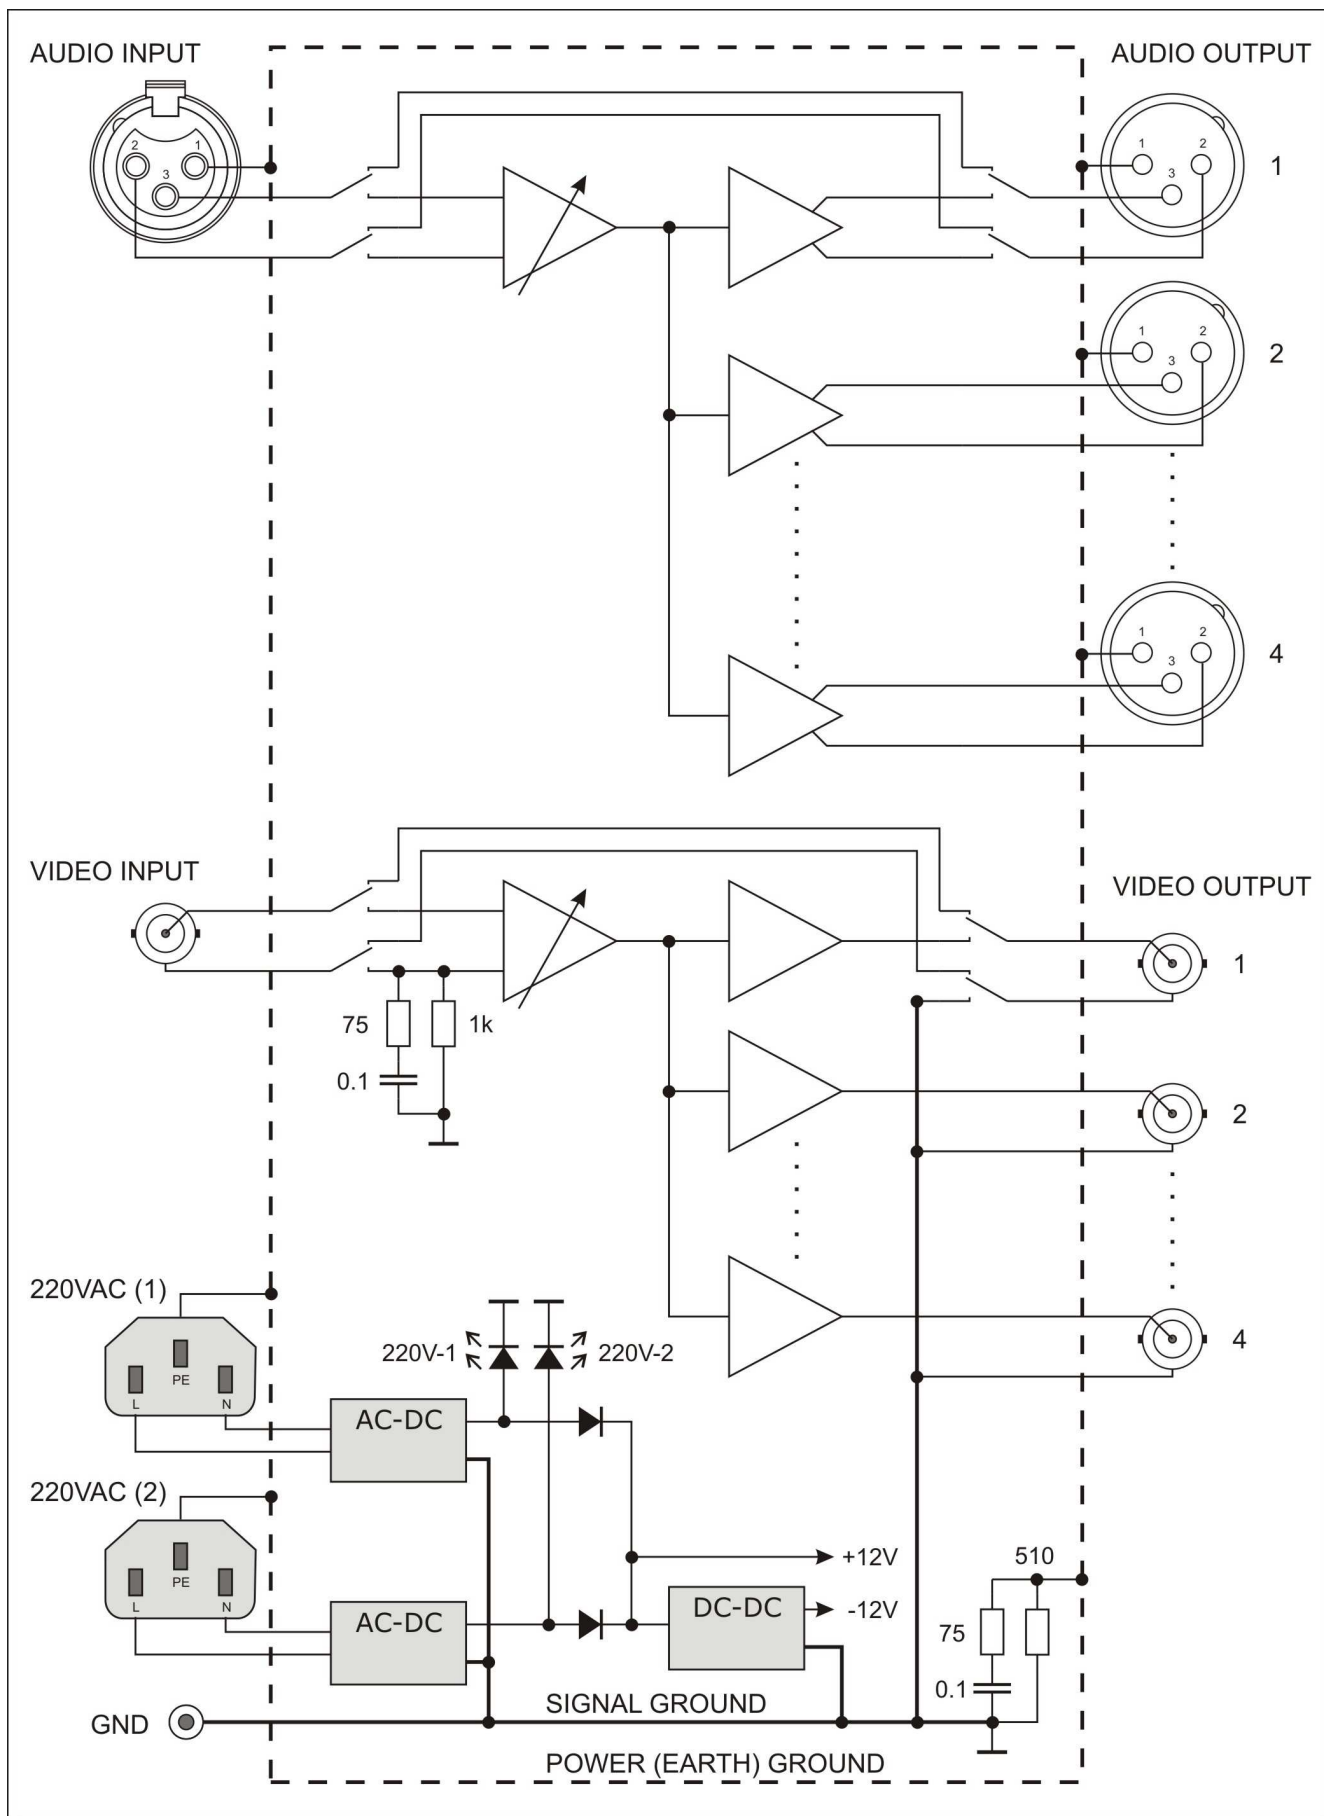 AUDIO INPUT
AUDIO OUTPUT
2 1
3
1 2
3
1
1 2
3
2
1 2
3
4
VIDEO INPUT
VIDEO OUTPUT
1
75 1k
0.1
2
220VAC (1)
4
220V-1 220V-2
PE
L N
AC-DC
220VAC (2)
+12V
510
PE
L N
AC-DC
DC-DC
-12V
75
0.1
SIGNAL GROUND
GND
POWER (EARTH) GROUND